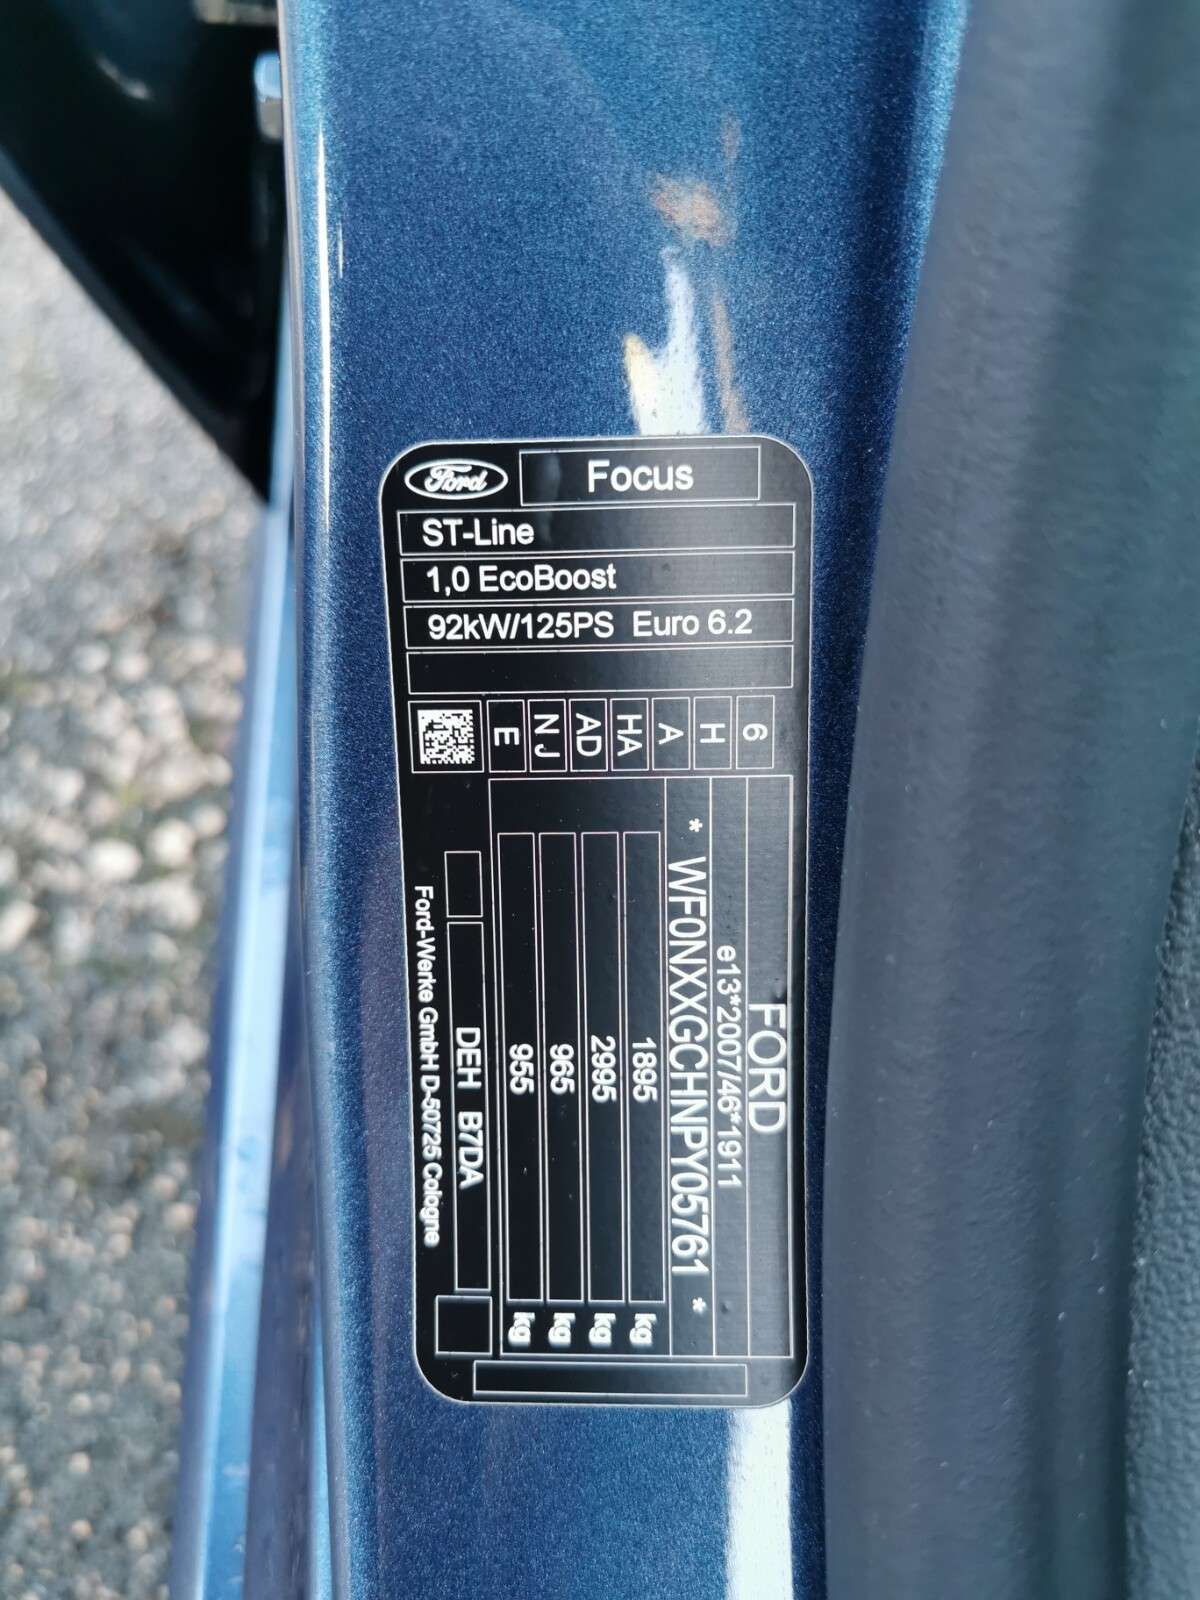 Ford
Focus
ST-Line
1,0 EcoBoost
92kW/125PS Euro 6.2
E NJ AD HA A H 6
FORD
e13*2007/46*1911
* WF0NXXGCHNPY05761 *
1895 kg
2995 kg
965 kg
955 kg
DEH B7DA
Ford-Werke GmbH D-50725 Cologne